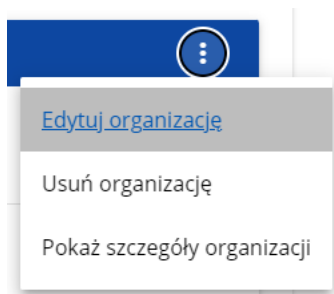 Edytuj organizację
Usuń organizację
Pokaż szczegóły organizacji